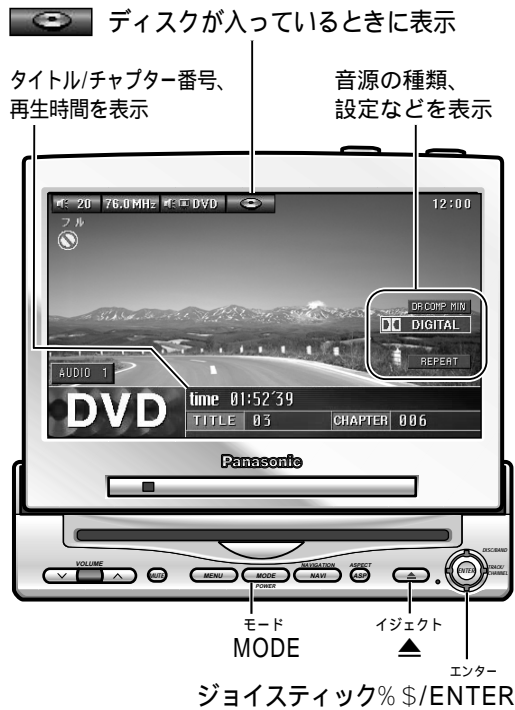 ディスクが入っているときに表示
タイトル/チャプター番号、
再生時間を表示
音源の種類、
設定などを表示
20 76.0MHz DVD 12:00
フル
DR COMP MIN
DIGITAL
REPEAT
AUDIO 1
DVD
time 01:52'39
TITLE 03 CHAPTER 006
Panasonic
VOLUME
MUTE
MENU
MODE
POWER
NAVIGATION
NAVI
ASPECT
ASP
ENTER
DISC/BAND
TRACK/
CHANNEL
モード
MODE
イジェクト
▲
エンター
ジョイスティック% $/ENTER